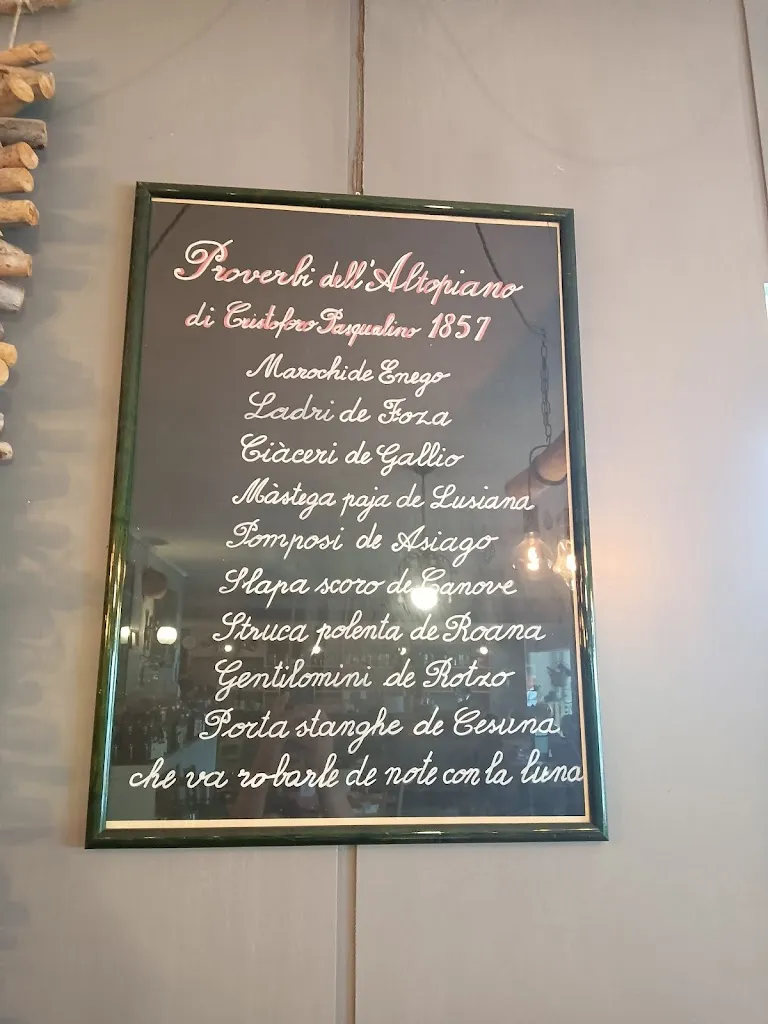 Proverbi dell'Altopiano
di Cristoforo Pasqualino 1857
Marochi de Enego
Ladri de Foza
Ciàceri de Gallio
Màstega paja de Lusiana
Pomposi de Asiago
Slapa scoro de Canove
Struca polenta de Roana
Gentilomini de Rotzo
Porta stanghe de Cesuna
che va robarle de note con la luna